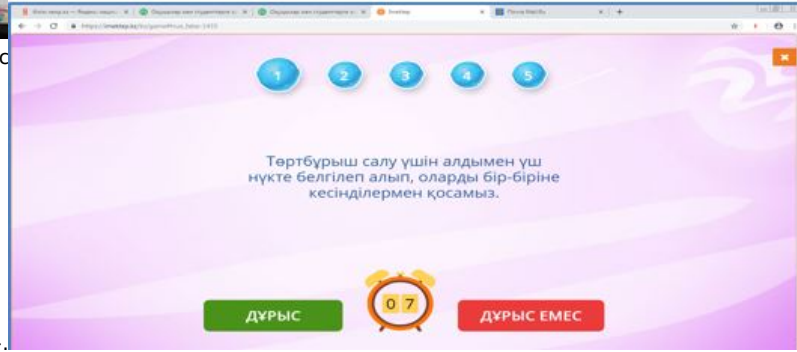 1 2 3 4 5
Төртбұрыш салу үшін алдымен үш
нүкте белгілеп алып, оларды бір-біріне
кесінділермен қосамыз.
0 7
ДҰРЫС
ДҰРЫС ЕМЕС